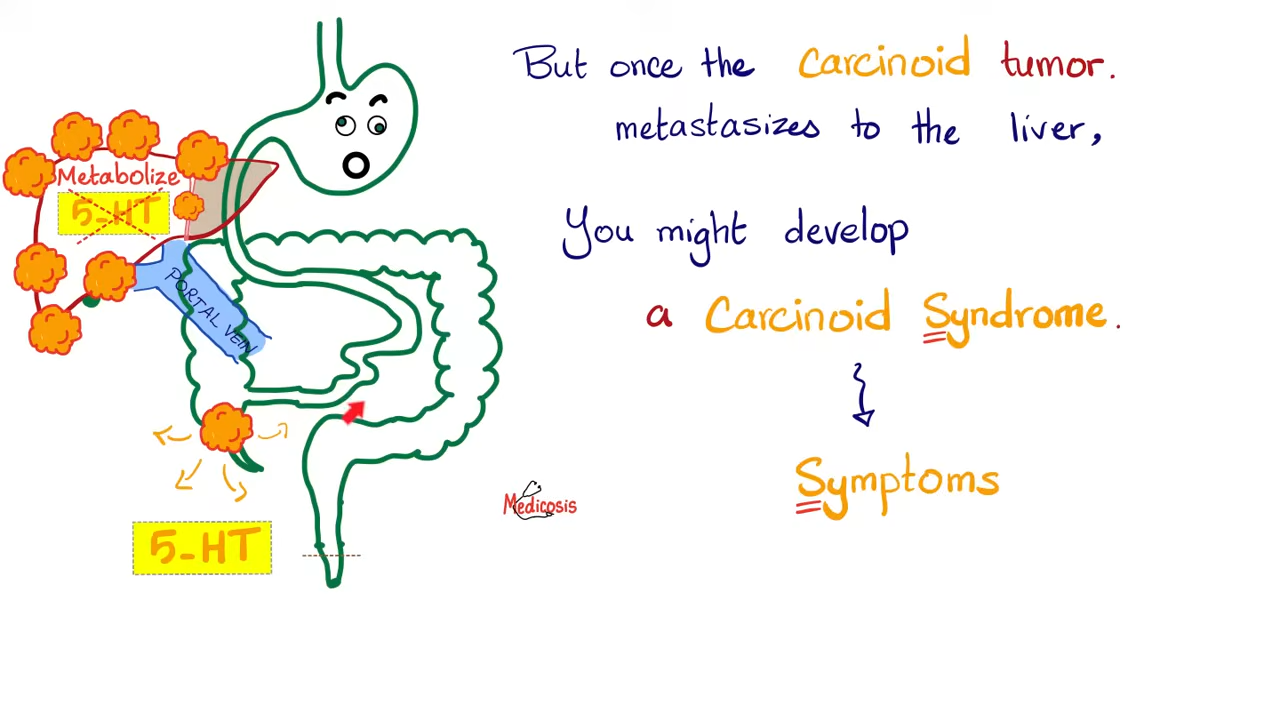 But once the Carcinoid tumor.
metastasizes to the liver,
You might develop
a Carcinoid Syndrome.
Symptoms
Metabolize
5-HT
PORTAL VEIN
5-HT
Medicosis